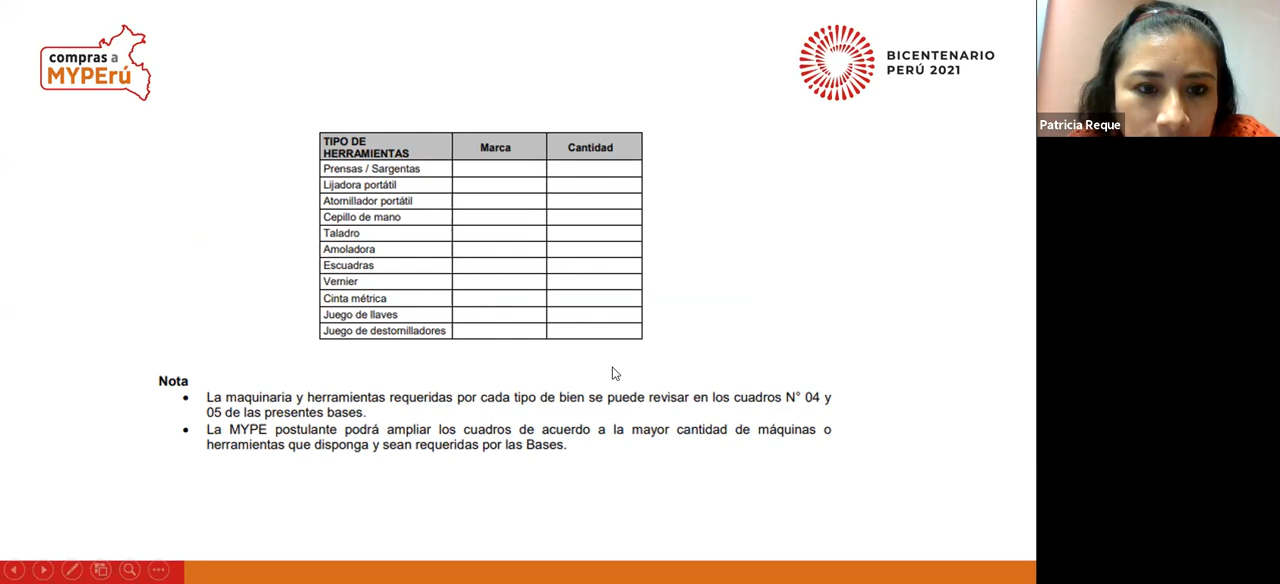 compras a
MYPErú
BICENTENARIO
PERÚ 2021
Patricia Reque
TIPO DE HERRAMIENTAS Marca Cantidad
Prensas / Sargentas
Lijadora portátil
Atornillador portátil
Cepillo de mano
Taladro
Amoladora
Escuadras
Vernier
Cinta métrica
Juego de llaves
Juego de destornilladores
Nota
• La maquinaria y herramientas requeridas por cada tipo de bien se puede revisar en los cuadros N° 04 y
05 de las presentes bases.
• La MYPE postulante podrá ampliar los cuadros de acuerdo a la mayor cantidad de máquinas o
herramientas que disponga y sean requeridas por las Bases.